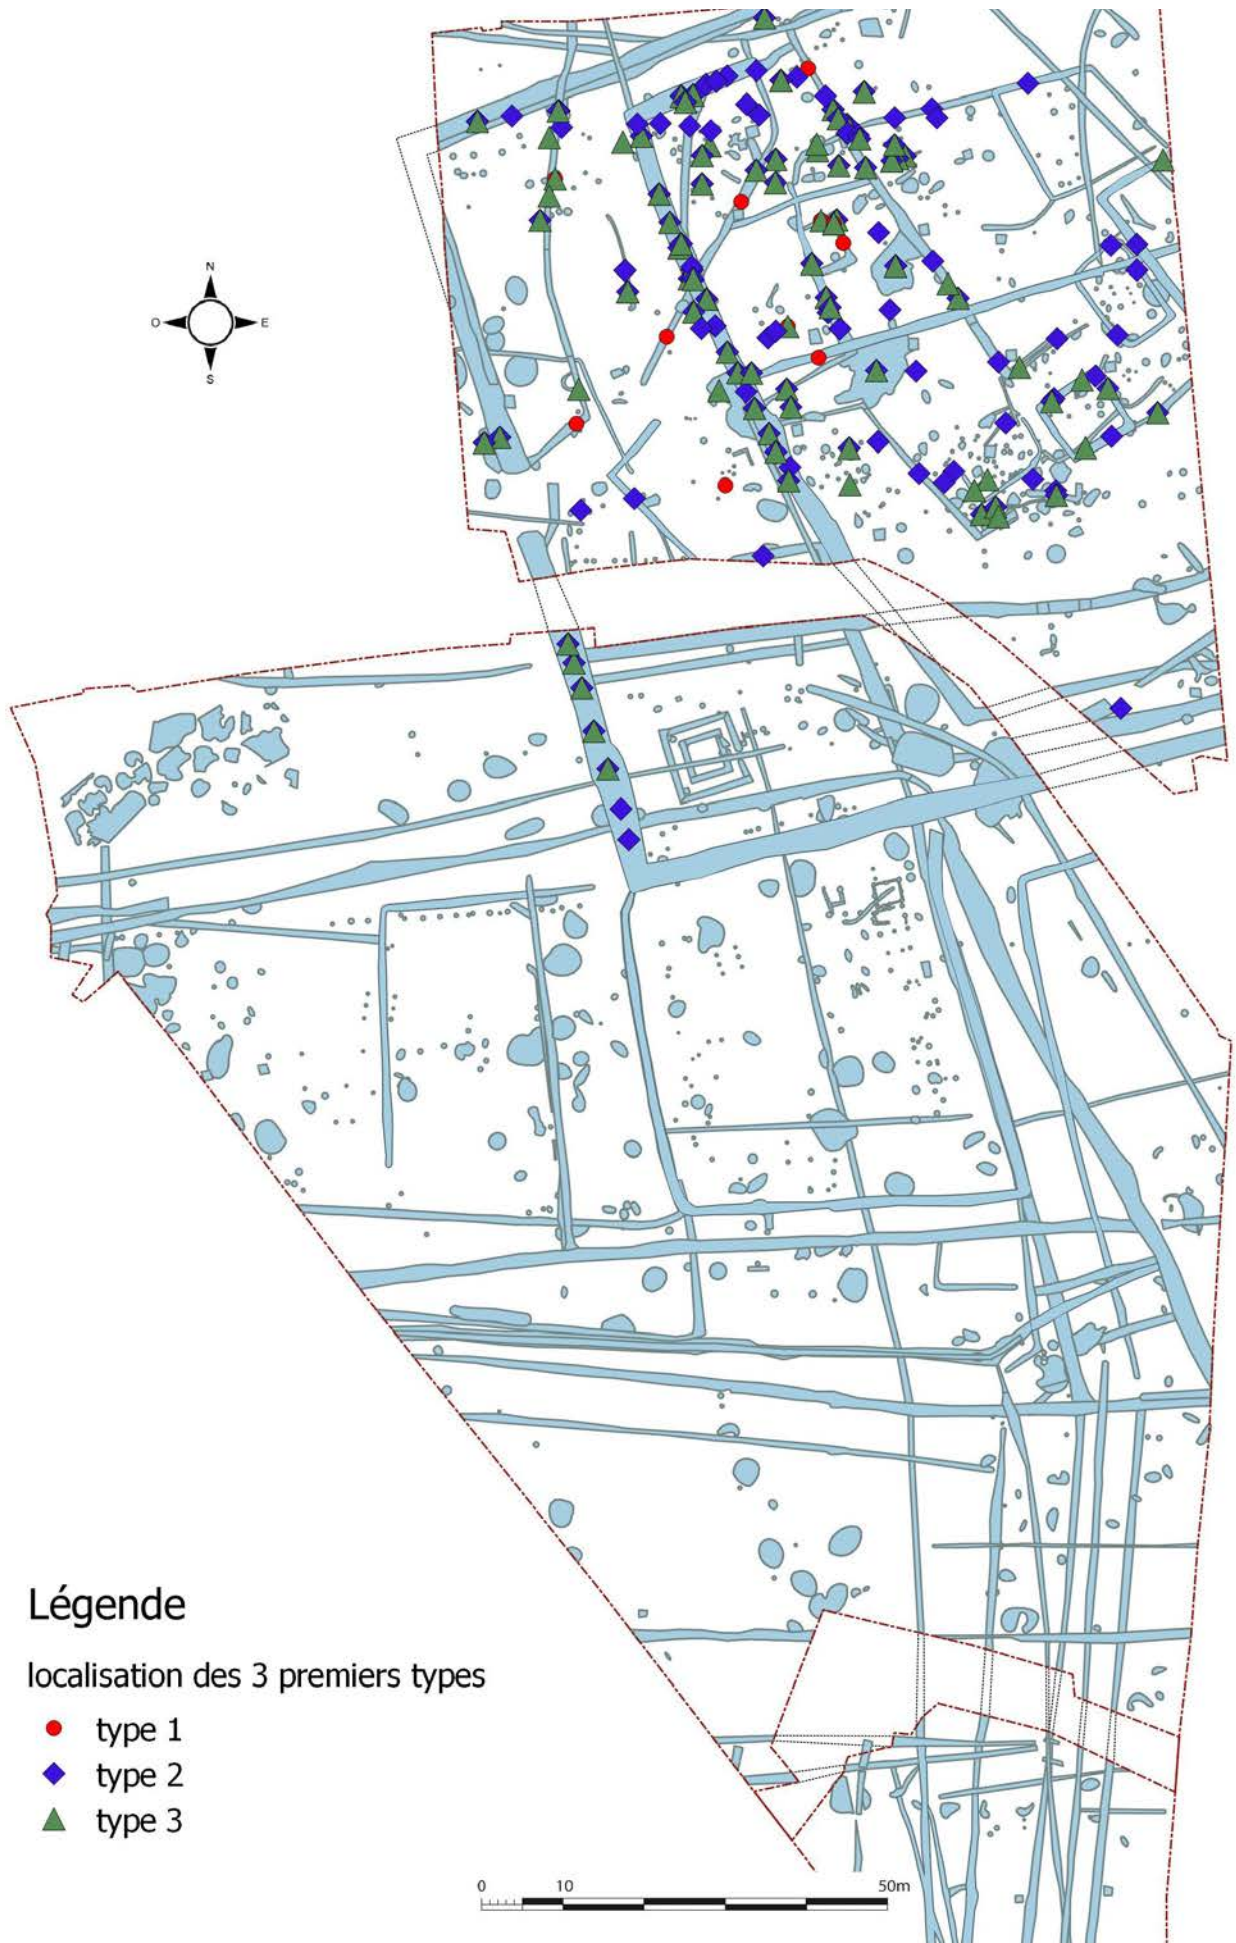 N
O E
S
Légende
localisation des 3 premiers types
type 1
type 2
type 3
0 10 50m